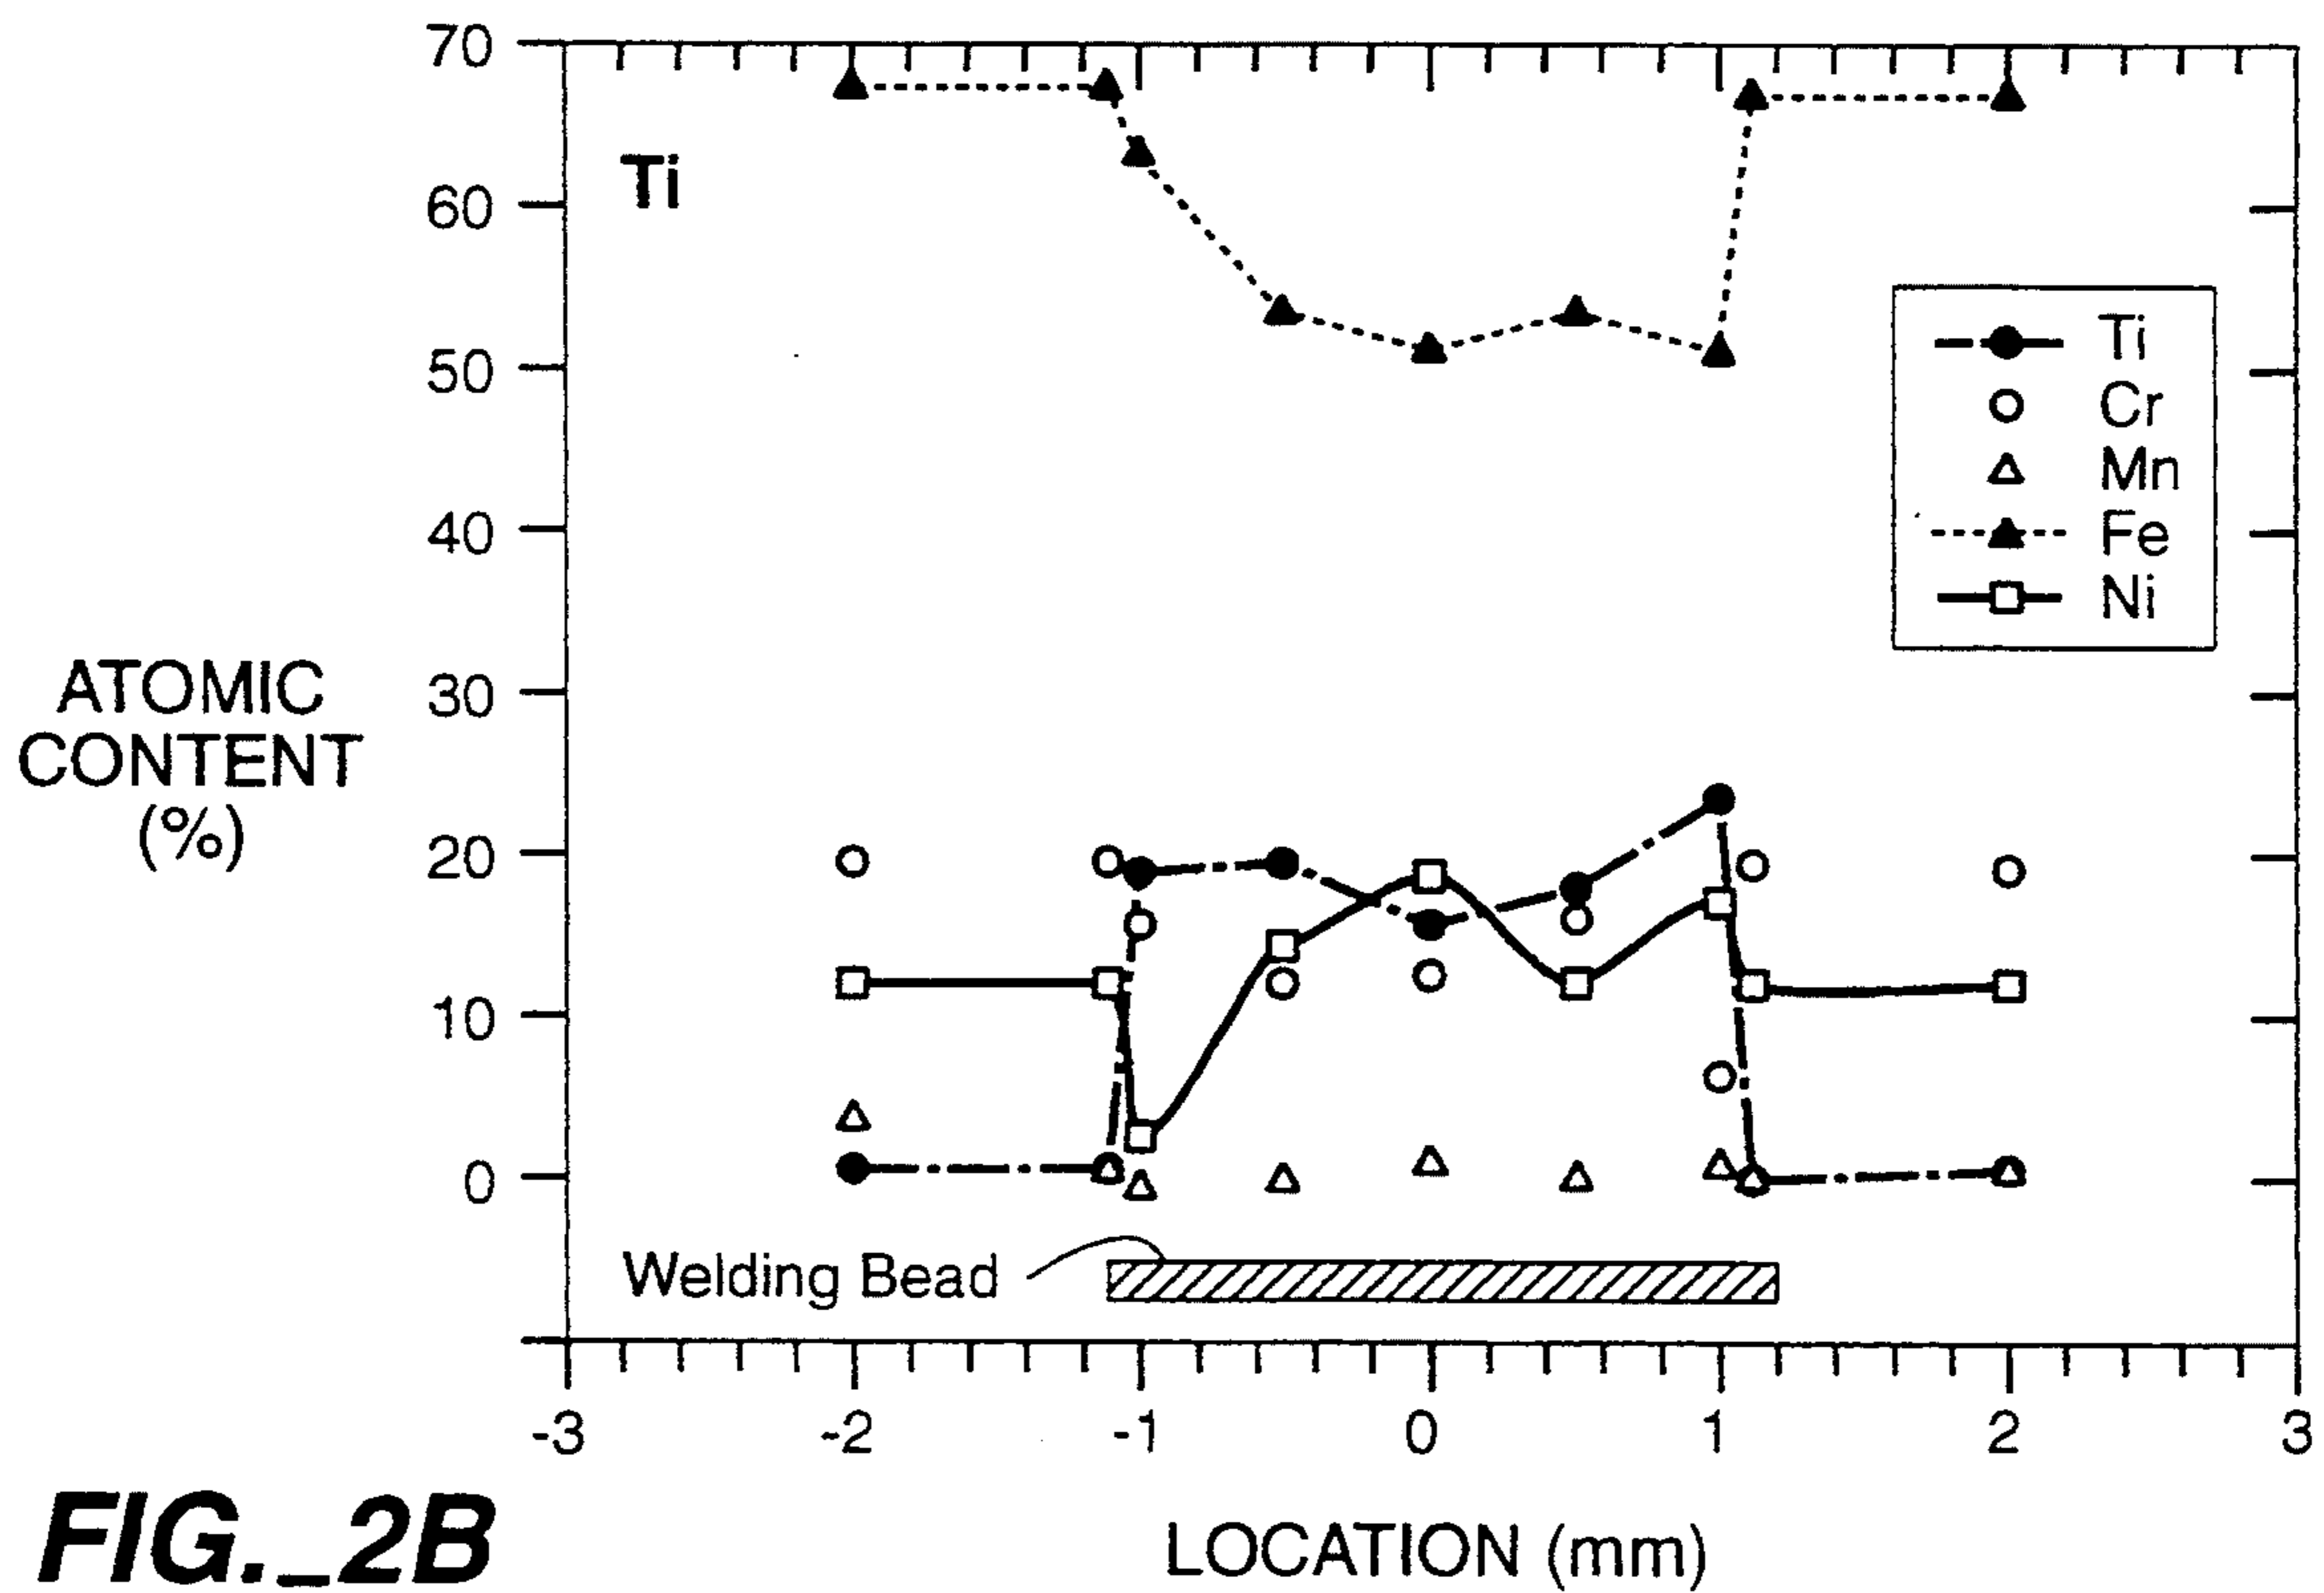 70
60
50
40
30
20
10
0
ATOMIC
CONTENT
(%)
Ti
Ti
Cr
Mn
Fe
Ni
Welding Bead
-3 -2 -1 0 1 2 3
LOCATION (mm)
FIG._2B